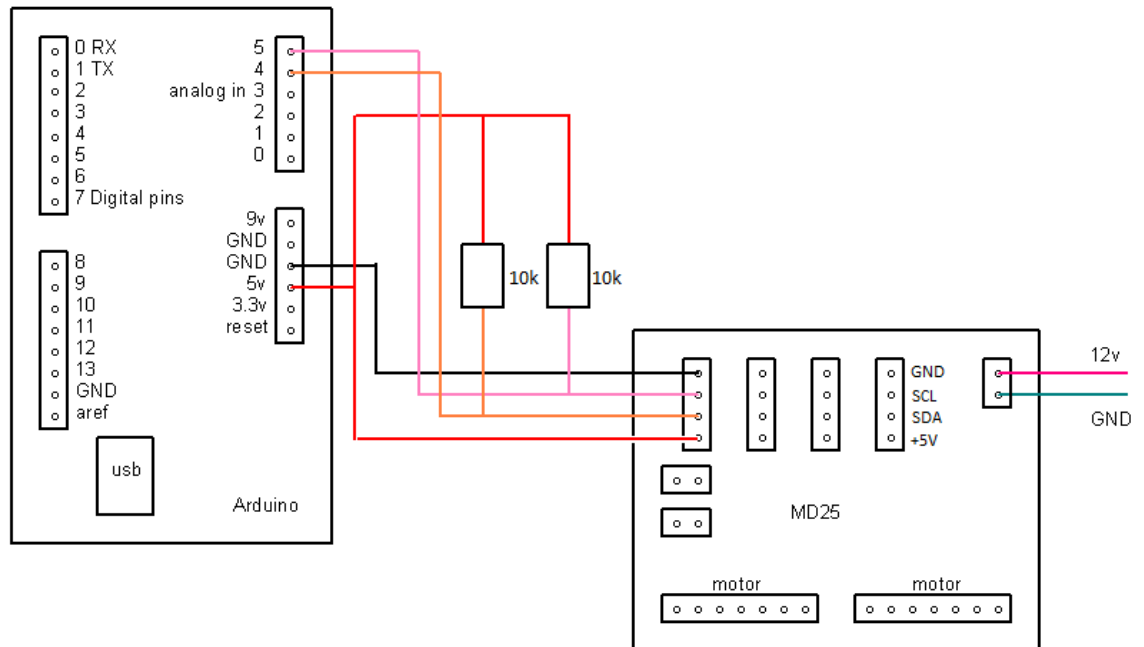 0 RX
1 TX
2
3
4
5
6
7 Digital pins
8
9
10
11
12
13
GND
aref
usb
Arduino
5
4
analog in 3
2
1
0
9v
GND
GND
5v
3.3v
reset
10k
10k
GND
SCL
SDA
+5V
12v
GND
MD25
motor
motor